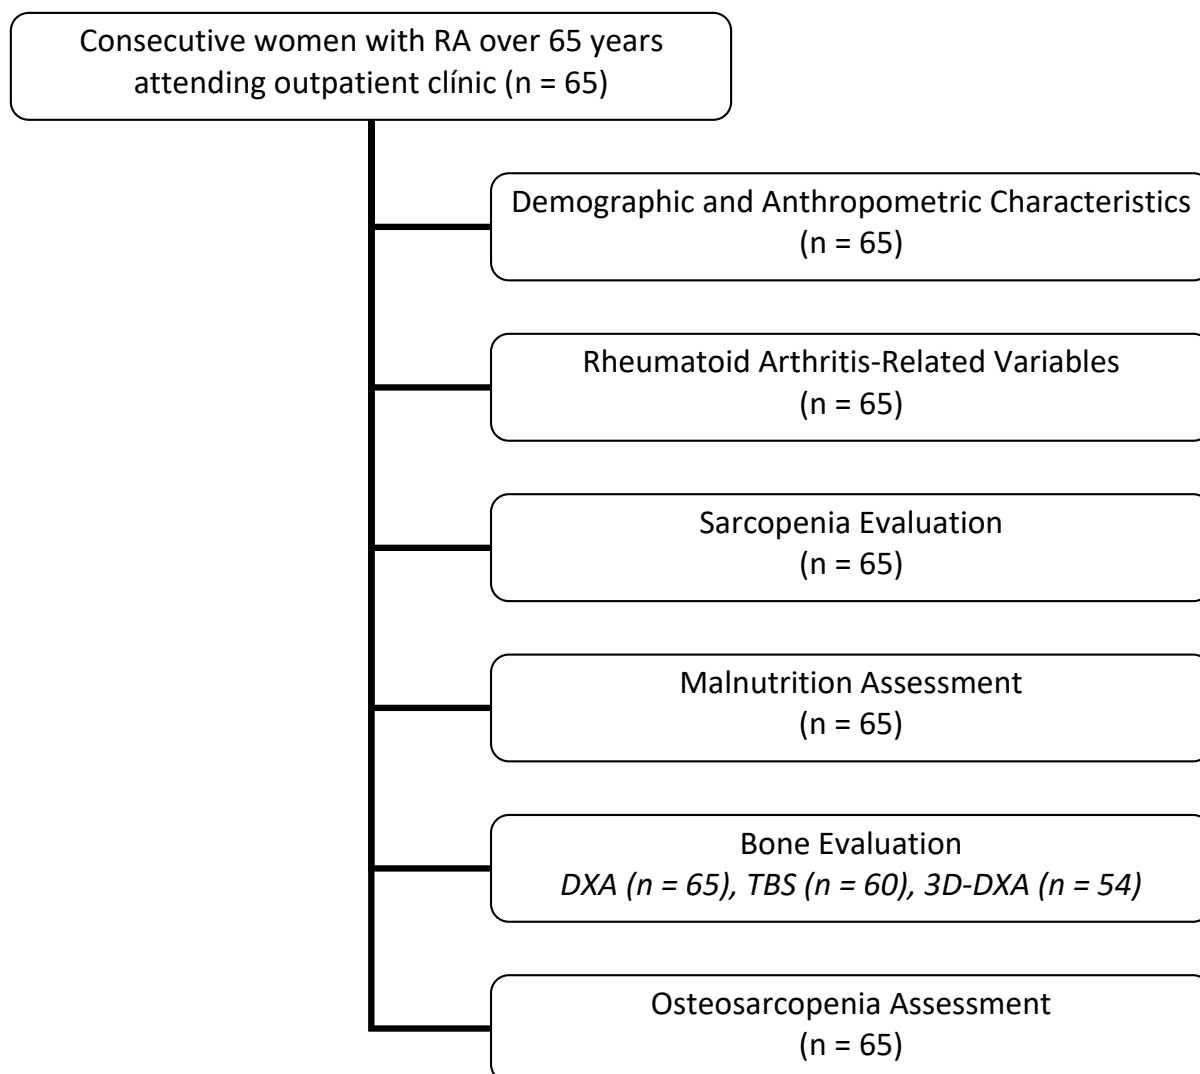 Consecutive women with RA over 65 years
attending outpatient clínic (n = 65)
Demographic and Anthropometric Characteristics
(n = 65)
Rheumatoid Arthritis-Related Variables
(n = 65)
Sarcopenia Evaluation
(n = 65)
Malnutrition Assessment
(n = 65)
Bone Evaluation
DXA (n = 65), TBS (n = 60), 3D-DXA (n = 54)
Osteosarcopenia Assessment
(n = 65)